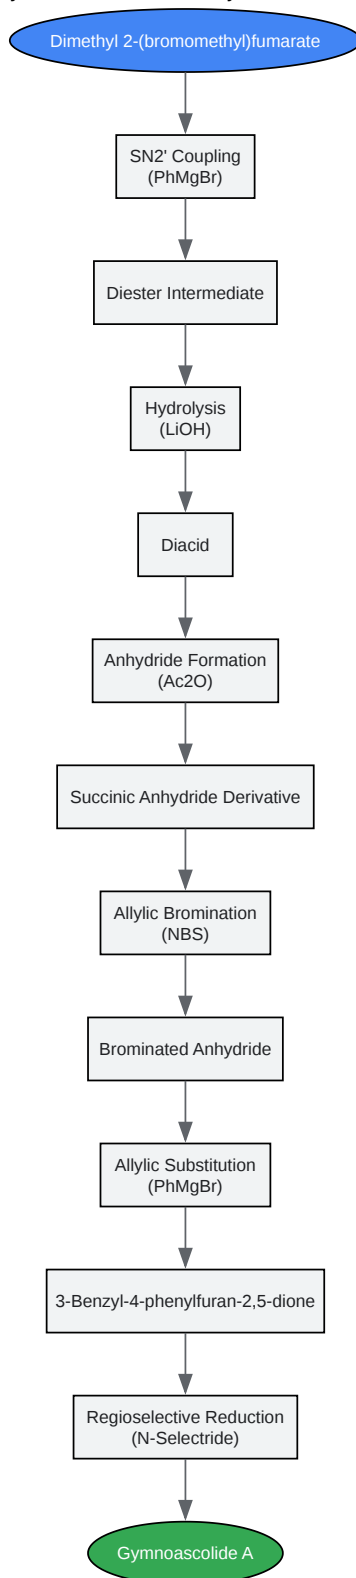 Dimethyl 2-(bromomethyl)fumarate
SN2' Coupling
(PhMgBr)
Diester Intermediate
Hydrolysis
(LiOH)
Diacid
Anhydride Formation
(Ac2O)
Succinic Anhydride Derivative
Allylic Bromination
(NBS)
Brominated Anhydride
Allylic Substitution
(PhMgBr)
3-Benzyl-4-phenylfuran-2,5-dione
Regioselective Reduction
(N-Selectride)
Gymnoascolide A